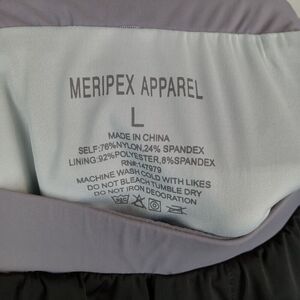 MERIPEX APPAREL
L
MADE IN CHINA
SELF:76%NYLON,24% SPANDEX
LINING:92%POLYESTER,8%SPANDEX
RN#:147979
MACHINE WASH COLD WITH LIKES
DO NOT BLEACH TUMBLE DRY
DO NOT IRON DECORATION